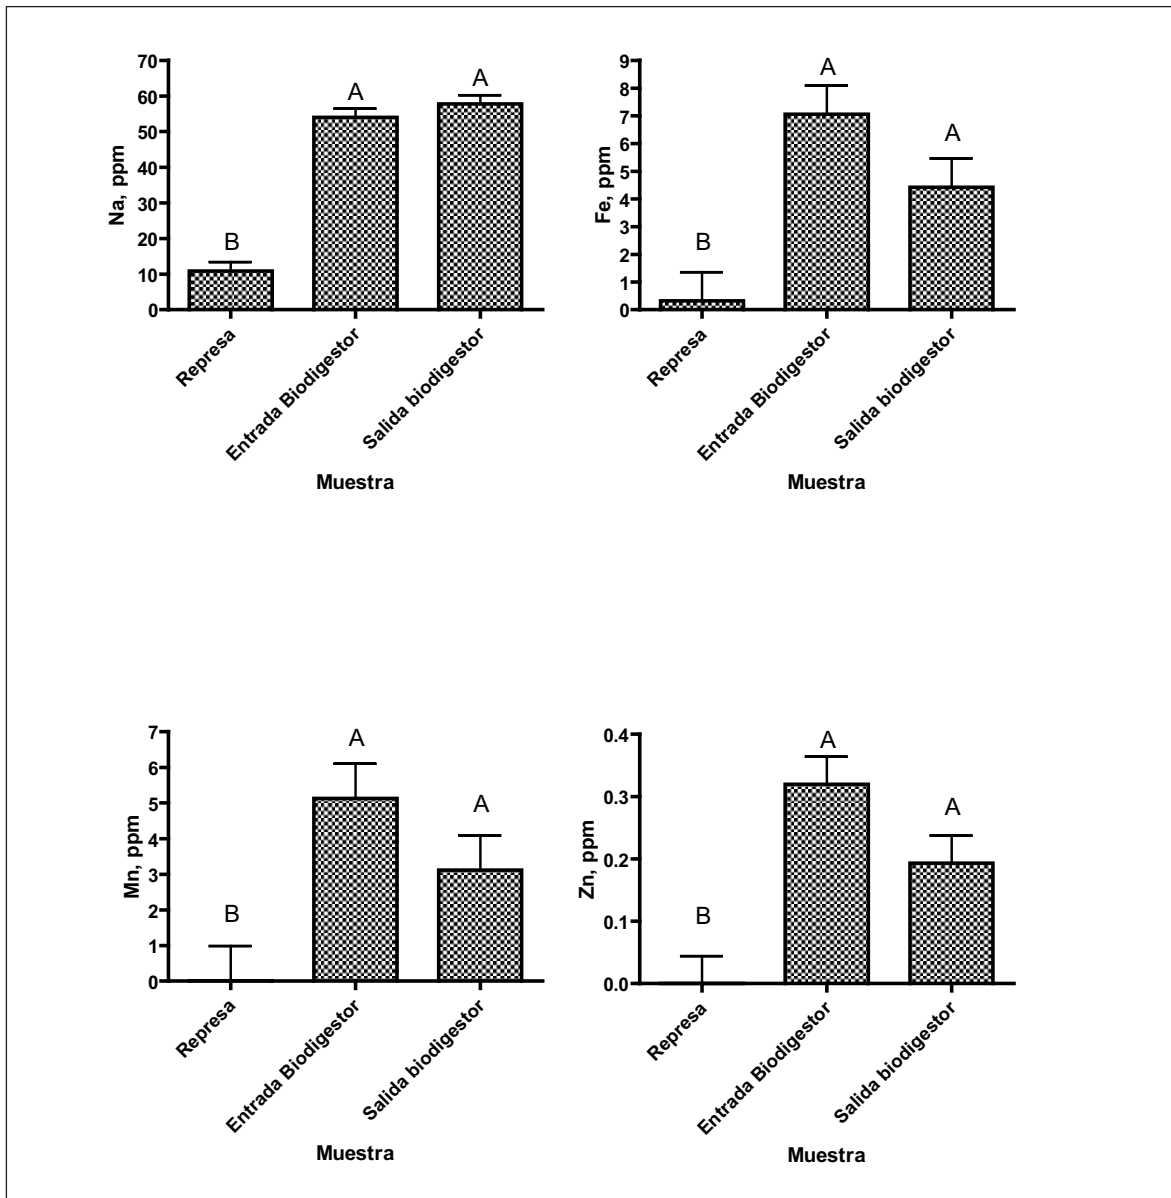 Na, ppm
70
60
50
40
30
20
10
0
B
A
A
Represa
Entrada Biodigestor
Salida biodigestor
Muestra
Fe, ppm
9
8
7
6
5
4
3
2
1
0
B
A
A
Represa
Entrada Biodigestor
Salida biodigestor
Muestra
Mn, ppm
7
6
5
4
3
2
1
0
B
A
A
Represa
Entrada Biodigestor
Salida biodigestor
Muestra
Zn, ppm
0.4
0.3
0.2
0.1
0.0
B
A
A
Represa
Entrada Biodigestor
Salida biodigestor
Muestra